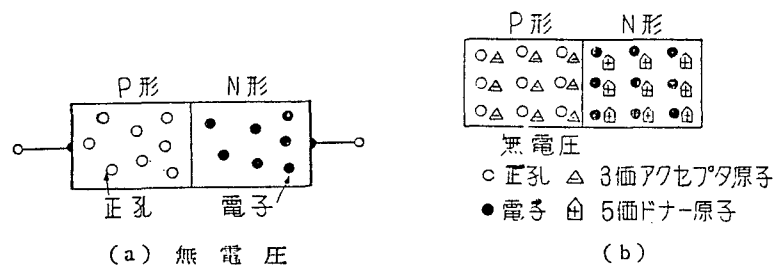 P形 N形
正孔 電子
(a) 無電圧
P形 N形
無電圧
○ 正孔 △ 3価アクセプタ原子
● 電子 5価ドナー原子
(b)